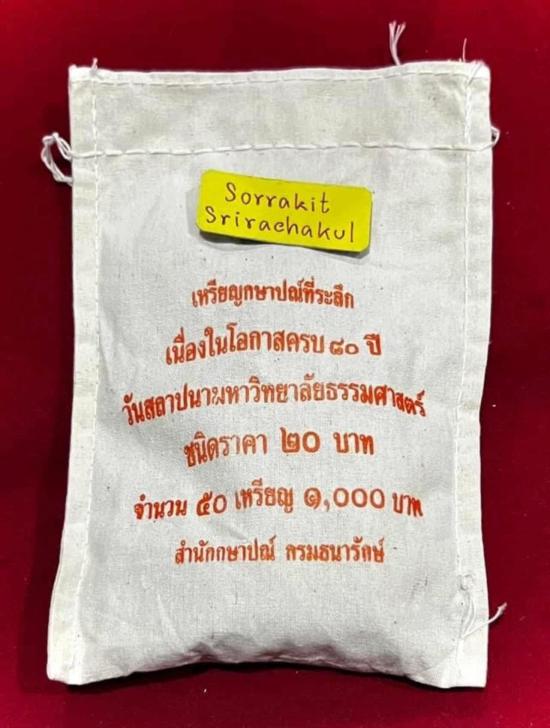 Sorrakit
Srirachakul
เหรียญกษาปณ์ที่ระลึก
เนื่องในโอกาสครบ ๘๐ ปี
วันสถาปนามหาวิทยาลัยธรรมศาสตร์
ชนิดราคา ๒๐ บาท
จำนวน ๕๐ เหรียญ ๑,๐๐๐ บาท
สำนักกษาปณ์ กรมธนารักษ์